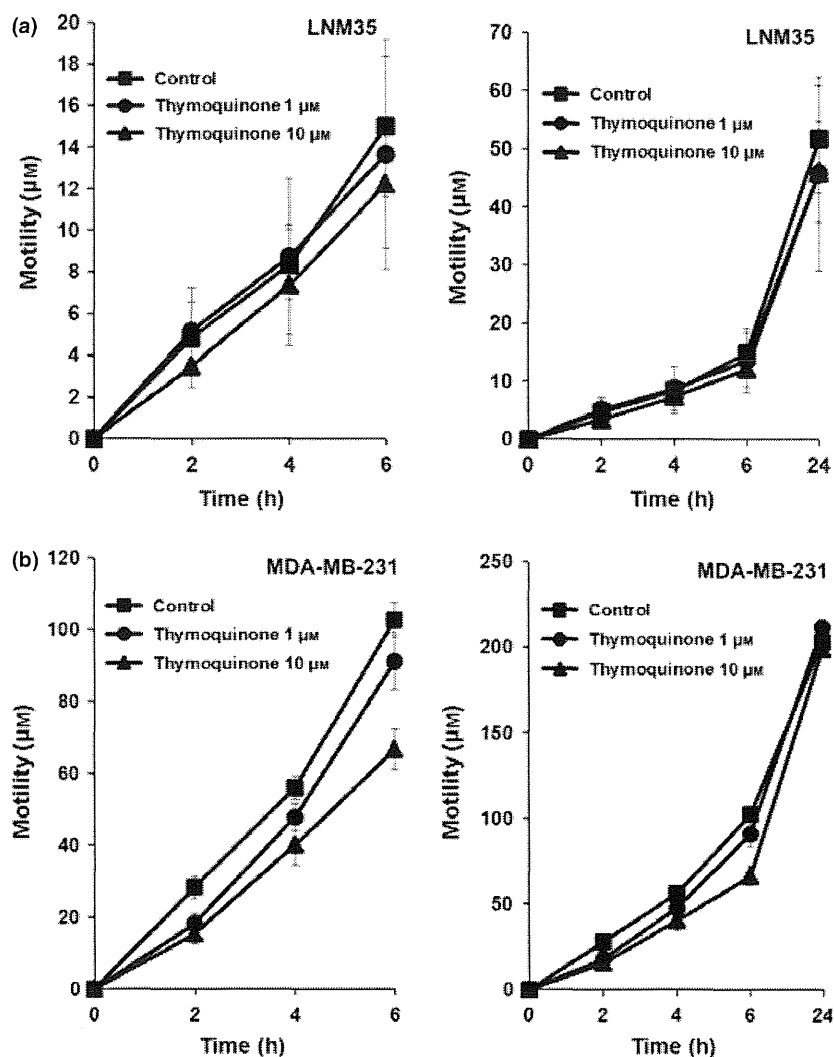 (a)
LNM35
Control
Thymoquinone 1 µM
Thymoquinone 10 µM
Motility (µM)
20
18
16
14
12
10
8
6
4
2
0
0 2 4 6
Time (h)
LNM35
Control
Thymoquinone 1 µM
Thymoquinone 10 µM
Motility (µM)
70
60
50
40
30
20
10
0
0 2 4 6 24
Time (h)
(b)
MDA-MB-231
Control
Thymoquinone 1 µM
Thymoquinone 10 µM
Motility (µM)
120
100
80
60
40
20
0
0 2 4 6
Time (h)
MDA-MB-231
Control
Thymoquinone 1 µM
Thymoquinone 10 µM
Motility (µM)
250
200
150
100
50
0
0 2 4 6 24
Time (h)